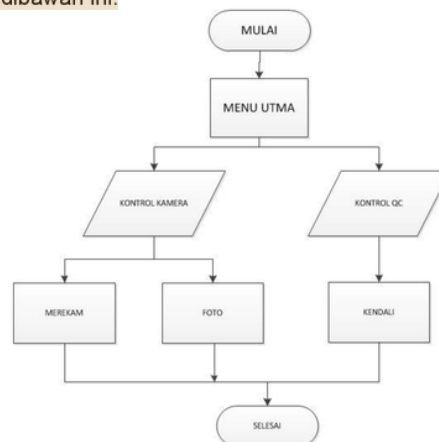 dibawah ini.
MULAI
MENU UTMA
KONTROL KAMERA
KONTROL QC
MEREKAM
FOTO
KENDALI
SELESAI